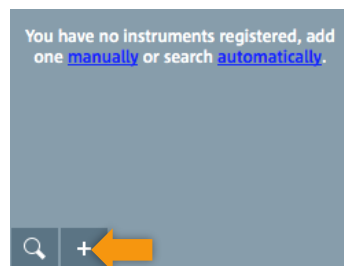 You have no instruments registered, add
one manually or search automatically.
+